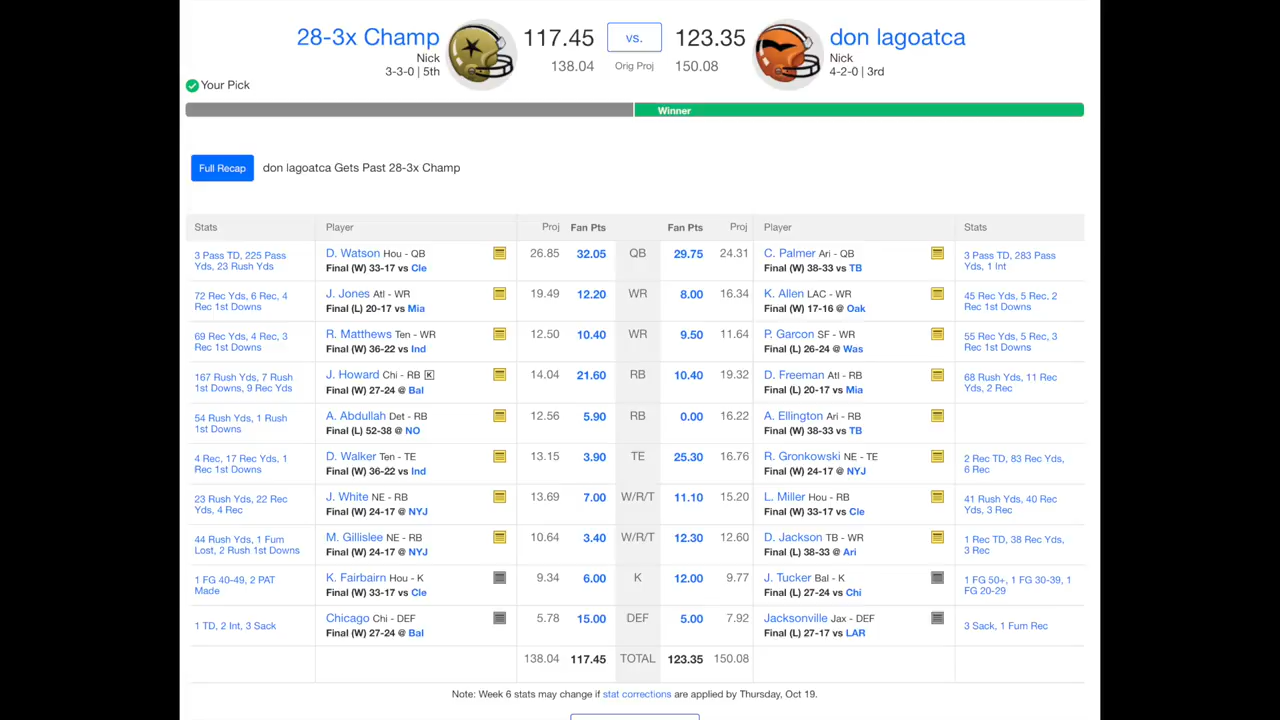 28-3x Champ 117.45 vs. 123.35 don lagoatca
Nick 138.04 Orig Proj 150.08 Nick
3-3-0 | 5th 4-2-0 | 3rd
Your Pick
Winner
Full Recap don lagoatca Gets Past 28-3x Champ
Stats Player Proj Fan Pts Fan Pts Proj Player Stats
3 Pass TD, 225 Pass
Yds, 23 Rush Yds
D. Watson Hou - QB
Final (W) 33-17 vs Cle
26.85 32.05 QB 29.75 24.31
C. Palmer Ari - QB
Final (W) 38-33 vs TB
3 Pass TD, 283 Pass
Yds, 1 Int
72 Rec Yds, 6 Rec, 4
Rec 1st Downs
J. Jones Atl - WR
Final (L) 20-17 vs Mia
19.49 12.20 WR 8.00 16.34
K. Allen LAC - WR
Final (W) 17-16 @ Oak
45 Rec Yds, 5 Rec, 2
Rec 1st Downs
69 Rec Yds, 4 Rec, 3
Rec 1st Downs
R. Matthews Ten - WR
Final (W) 36-22 vs Ind
12.50 10.40 WR 9.50 11.64
P. Garcon SF - WR
Final (L) 26-24 @ Was
55 Rec Yds, 5 Rec, 3
Rec 1st Downs
167 Rush Yds, 7 Rush
1st Downs, 9 Rec Yds
J. Howard Chi - RB K
Final (W) 27-24 @ Bal
14.04 21.60 RB 10.40 19.32
D. Freeman Atl - RB
Final (L) 20-17 vs Mia
68 Rush Yds, 11 Rec
Yds, 2 Rec
54 Rush Yds, 1 Rush
1st Downs
A. Abdullah Det - RB
Final (L) 52-38 @ NO
12.56 5.90 RB 0.00 16.22
A. Ellington Ari - RB
Final (W) 38-33 vs TB
4 Rec, 17 Rec Yds, 1
Rec 1st Downs
D. Walker Ten - TE
Final (W) 36-22 vs Ind
13.15 3.90 TE 25.30 16.76
R. Gronkowski NE - TE
Final (W) 24-17 @ NYJ
2 Rec TD, 83 Rec Yds,
6 Rec
23 Rush Yds, 22 Rec
Yds, 4 Rec
J. White NE - RB
Final (W) 24-17 @ NYJ
13.69 7.00 W/R/T 11.10 15.20
L. Miller Hou - RB
Final (W) 33-17 vs Cle
41 Rush Yds, 40 Rec
Yds, 3 Rec
44 Rush Yds, 1 Fum
Lost, 2 Rush 1st Downs
M. Gillislee NE - RB
Final (W) 24-17 @ NYJ
10.64 3.40 W/R/T 12.30 12.60
D. Jackson TB - WR
Final (L) 38-33 @ Ari
1 Rec TD, 38 Rec Yds,
3 Rec
1 FG 40-49, 2 PAT
Made
K. Fairbairn Hou - K
Final (W) 33-17 vs Cle
9.34 6.00 K 12.00 9.77
J. Tucker Bal - K
Final (L) 27-24 vs Chi
1 FG 50+, 1 FG 30-39, 1
FG 20-29
1 TD, 2 Int, 3 Sack
Chicago Chi - DEF
Final (W) 27-24 @ Bal
5.78 15.00 DEF 5.00 7.92
Jacksonville Jax - DEF
Final (L) 27-17 vs LAR
3 Sack, 1 Fum Rec
138.04 117.45 TOTAL 123.35 150.08
Note: Week 6 stats may change if stat corrections are applied by Thursday, Oct 19.